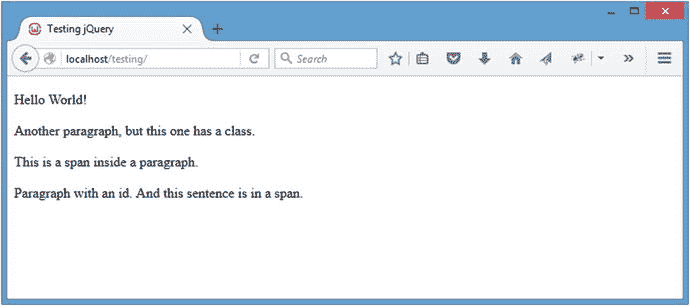 Testing jQuery
localhost/testing/
Search
Hello World!
Another paragraph, but this one has a class.
This is a span inside a paragraph.
Paragraph with an id. And this sentence is in a span.